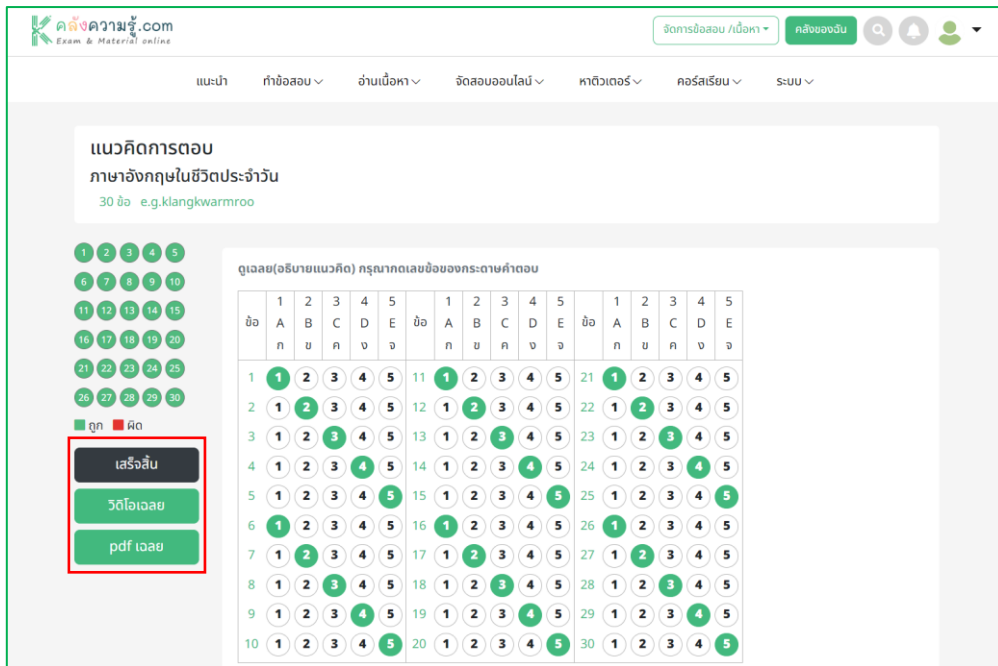 คลังความรู้.com
Exam & Material online
จัดการข้อสอบ /เนื้อหา
คลังของฉัน
แนะนำ ทำข้อสอบ อ่านเนื้อหา จัดสอบออนไลน์ หาติวเตอร์ คอร์สเรียน ระบบ
แนวคิดการตอบ
ภาษาอังกฤษในชีวิตประจำวัน
30 ข้อ e.g.klangkwarmroo
1 2 3 4 5
6 7 8 9 10
11 12 13 14 15
16 17 18 19 20
21 22 23 24 25
26 27 28 29 30
ถูก ผิด
เสร็จสิ้น
วิดิโอเฉลย
pdf เฉลย
ดูเฉลย(อธิบายแนวคิด) กรุณากดเลขข้อของกระดาษคำตอบ
1 2 3 4 5 1 2 3 4 5 1 2 3 4 5
ข้อ A B C D E ข้อ A B C D E ข้อ A B C D E
ก ข ค ง จ ก ข ค ง จ ก ข ค ง จ
1 1 2 3 4 5 11 1 2 3 4 5 21 1 2 3 4 5
2 1 2 3 4 5 12 1 2 3 4 5 22 1 2 3 4 5
3 1 2 3 4 5 13 1 2 3 4 5 23 1 2 3 4 5
4 1 2 3 4 5 14 1 2 3 4 5 24 1 2 3 4 5
5 1 2 3 4 5 15 1 2 3 4 5 25 1 2 3 4 5
6 1 2 3 4 5 16 1 2 3 4 5 26 1 2 3 4 5
7 1 2 3 4 5 17 1 2 3 4 5 27 1 2 3 4 5
8 1 2 3 4 5 18 1 2 3 4 5 28 1 2 3 4 5
9 1 2 3 4 5 19 1 2 3 4 5 29 1 2 3 4 5
10 1 2 3 4 5 20 1 2 3 4 5 30 1 2 3 4 5